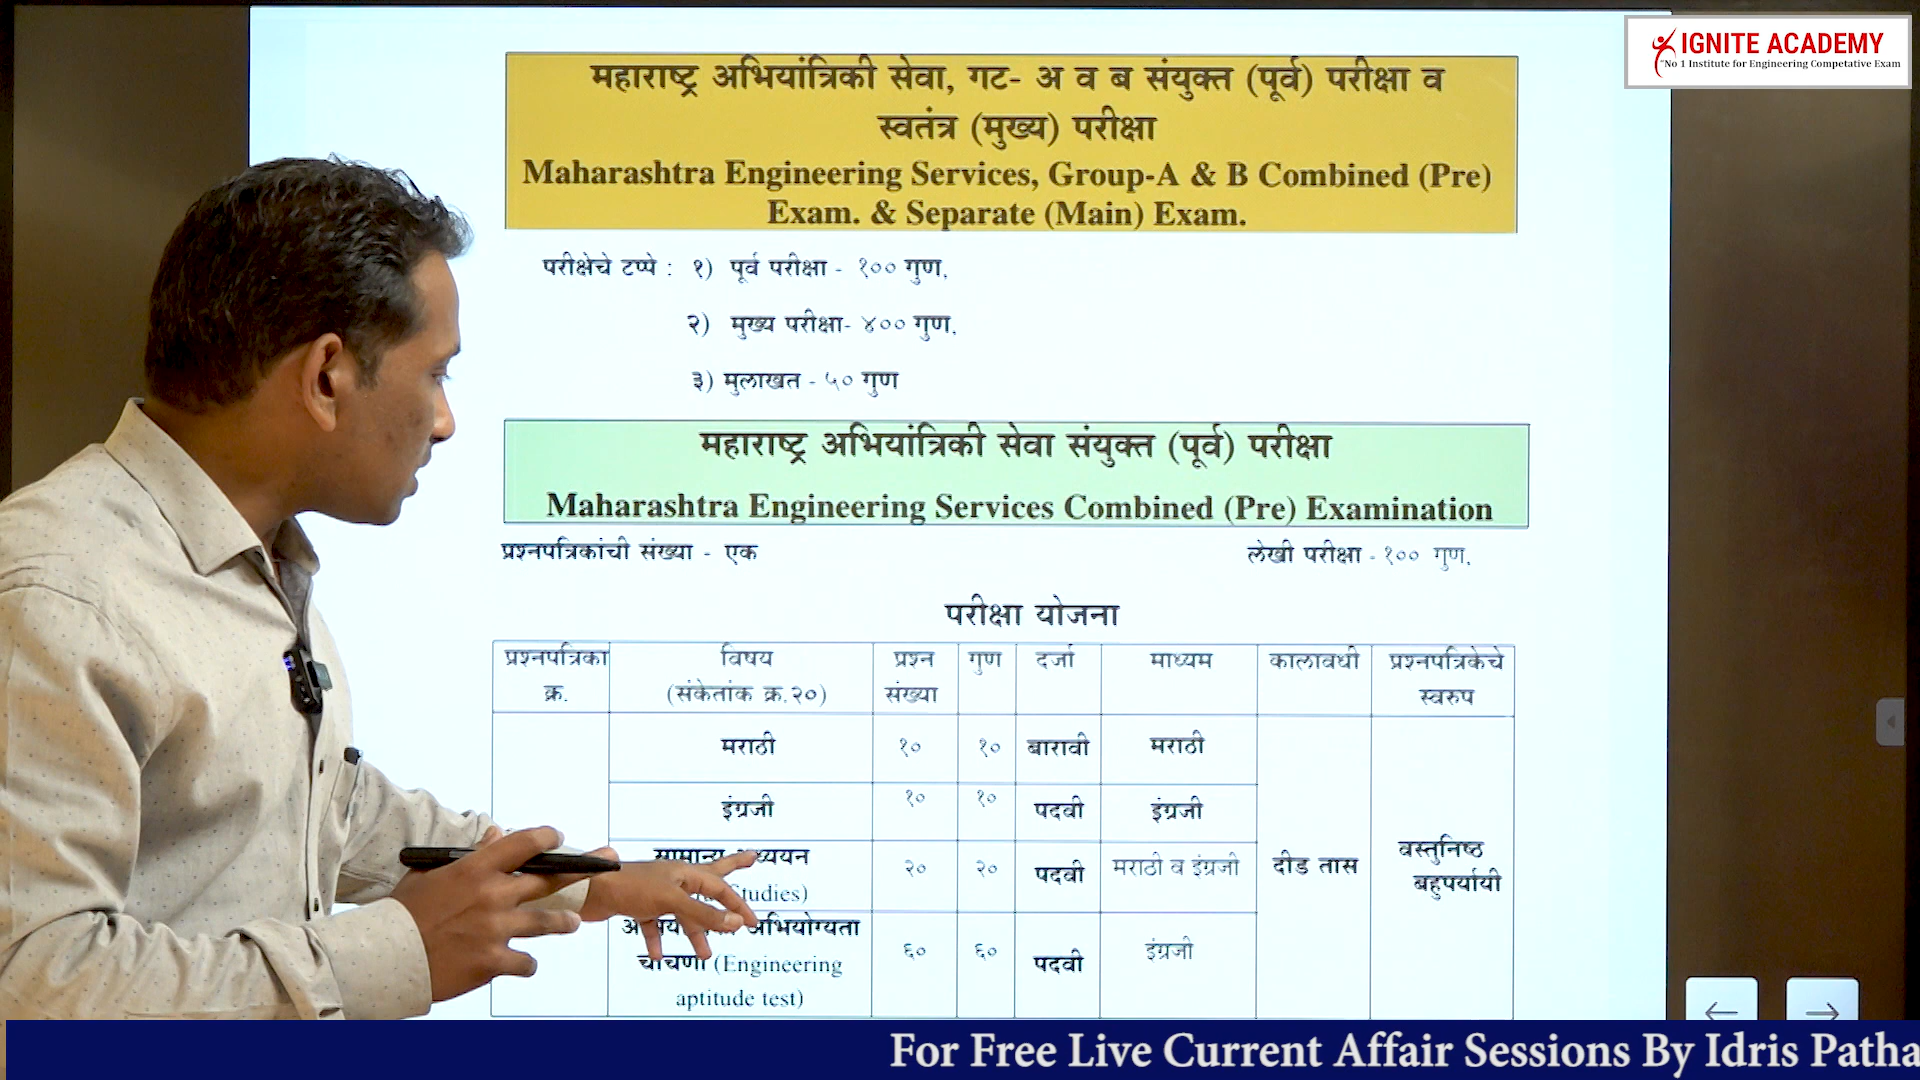 IGNITE ACADEMY
"No 1 Institute for Engineering Competative Exam
महाराष्ट्र अभियांत्रिकी सेवा, गट- अ व ब संयुक्त (पूर्व) परीक्षा व
स्वतंत्र (मुख्य) परीक्षा
Maharashtra Engineering Services, Group-A & B Combined (Pre)
Exam. & Separate (Main) Exam.
परीक्षेचे टप्पे : १) पूर्व परीक्षा - १०० गुण,
२) मुख्य परीक्षा- ४०० गुण,
३) मुलाखत - ५० गुण
महाराष्ट्र अभियांत्रिकी सेवा संयुक्त (पूर्व) परीक्षा
Maharashtra Engineering Services Combined (Pre) Examination
प्रश्नपत्रिकांची संख्या - एक लेखी परीक्षा - १०० गुण,
परीक्षा योजना
प्रश्नपत्रिका विषय प्रश्न गुण दर्जा माध्यम कालावधी प्रश्नपत्रिकेचे
क्र. (संकेतांक क्र.२०) संख्या स्वरुप
मराठी १० १० बारावी मराठी
इंग्रजी १० १० पदवी इंग्रजी
सामान्य २० २० पदवी मराठी व इंग्रजी दीड तास वस्तुनिष्ठ
बहुपर्यायी
अभियोग्यता ६० ६० पदवी इंग्रजी
(Engineering
aptitude test)
For Free Live Current Affair Sessions By Idris Patha